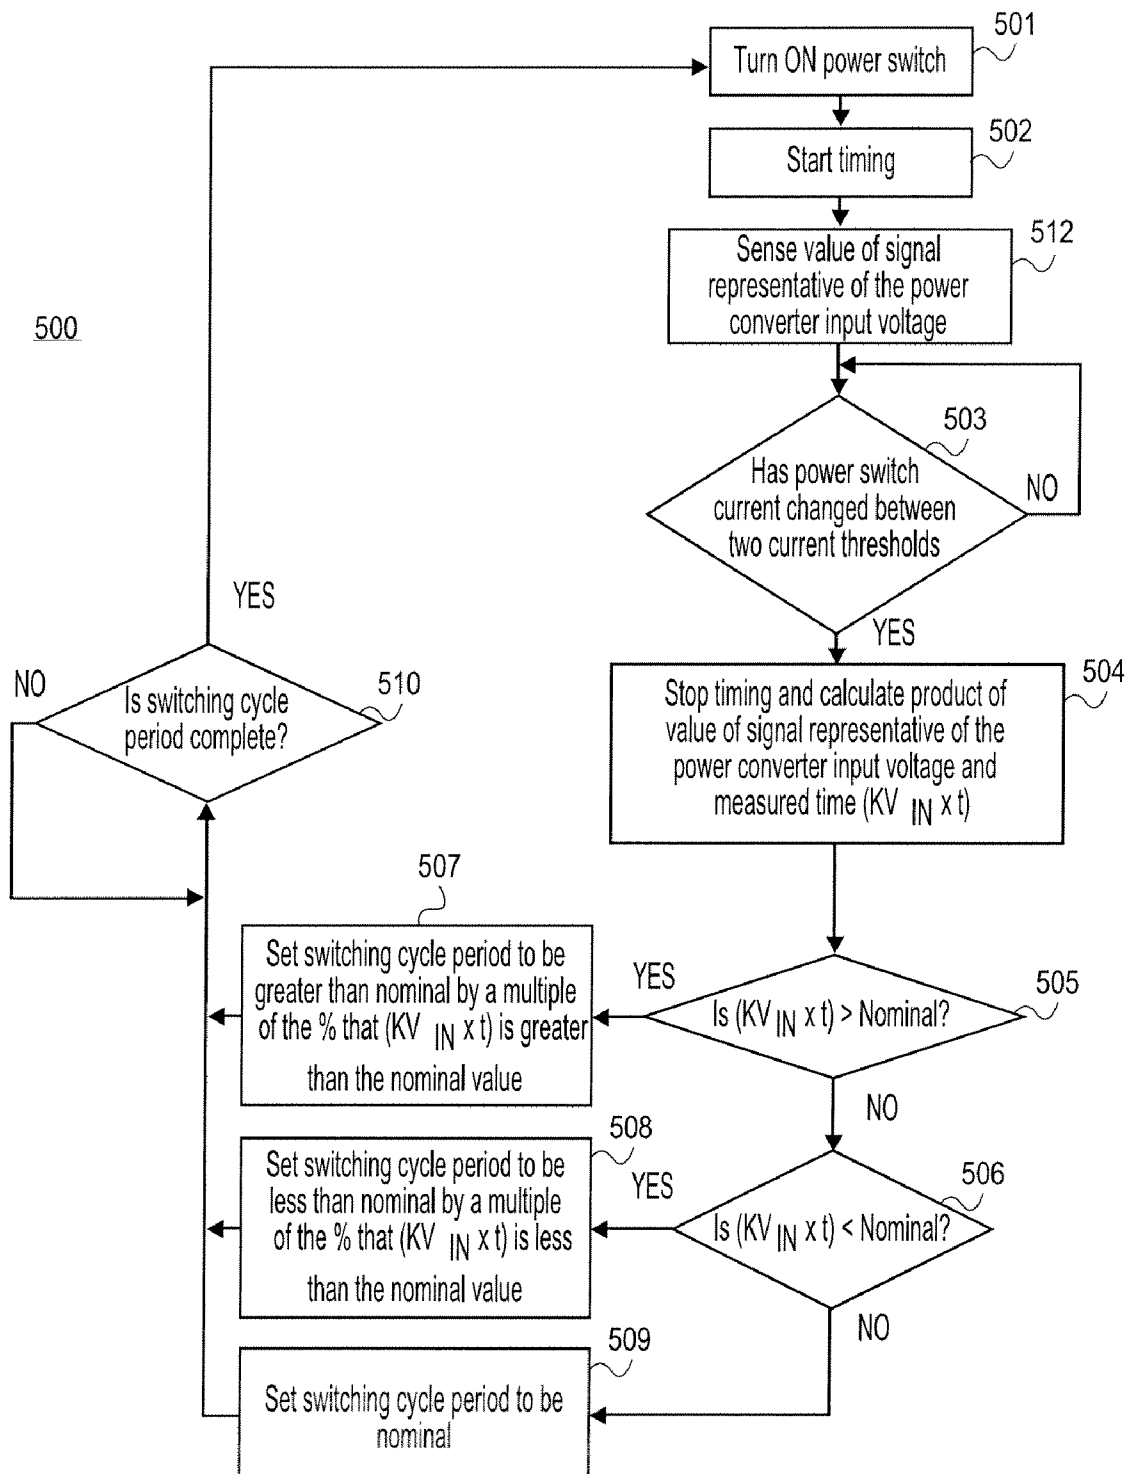 501
Turn ON power switch
502
Start timing
512
Sense value of signal
representative of the power
converter input voltage
500
503
Has power switch
current changed between
two current thresholds
NO
YES
YES
NO
510
Is switching cycle
period complete?
504
Stop timing and calculate product of
value of signal representative of the
power converter input voltage and
measured time (KV IN x t)
507
Set switching cycle period to be
greater than nominal by a multiple
of the % that (KV IN x t) is greater
than the nominal value
YES
505
Is (KV IN x t) > Nominal?
NO
508
Set switching cycle period to be
less than nominal by a multiple
of the % that (KV IN x t) is less
than the nominal value
YES
506
Is (KV IN x t) < Nominal?
NO
509
Set switching cycle period to be
nominal